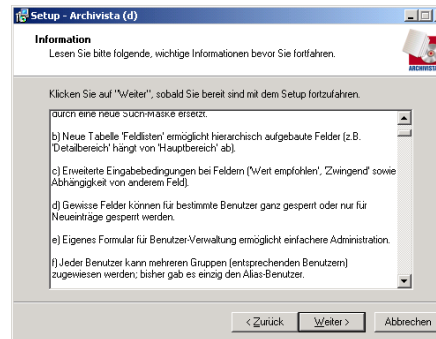 Setup - Archivista (d)
Information
Lesen Sie bitte folgende, wichtige Informationen bevor Sie fortfahren.
ARCHIVISTA
Klicken Sie auf "Weiter", sobald Sie bereit sind mit dem Setup fortzufahren.
durch eine neue Such-Maske ersetzt.
b) Neue Tabelle 'Feldlisten' ermöglicht hierarchisch aufgebaute Felder (z.B.
'Detailbereich' hängt von 'Hauptbereich' ab).
c) Erweiterte Eingabebedingungen bei Feldern ('Wert empfohlen', 'Zwingend' sowie
Abhängigkeit von anderem Feld).
d) Gewisse Felder können für bestimmte Benutzer ganz gesperrt oder nur für
Neueinträge gesperrt werden.
e) Eigenes Formular für Benutzer-Verwaltung ermöglicht einfachere Administration.
f) Jeder Benutzer kann mehreren Gruppen (entsprechenden Benutzern)
zugewiesen werden; bisher gab es einzig den Alias-Benutzer.
< Zurück Weiter > Abbrechen